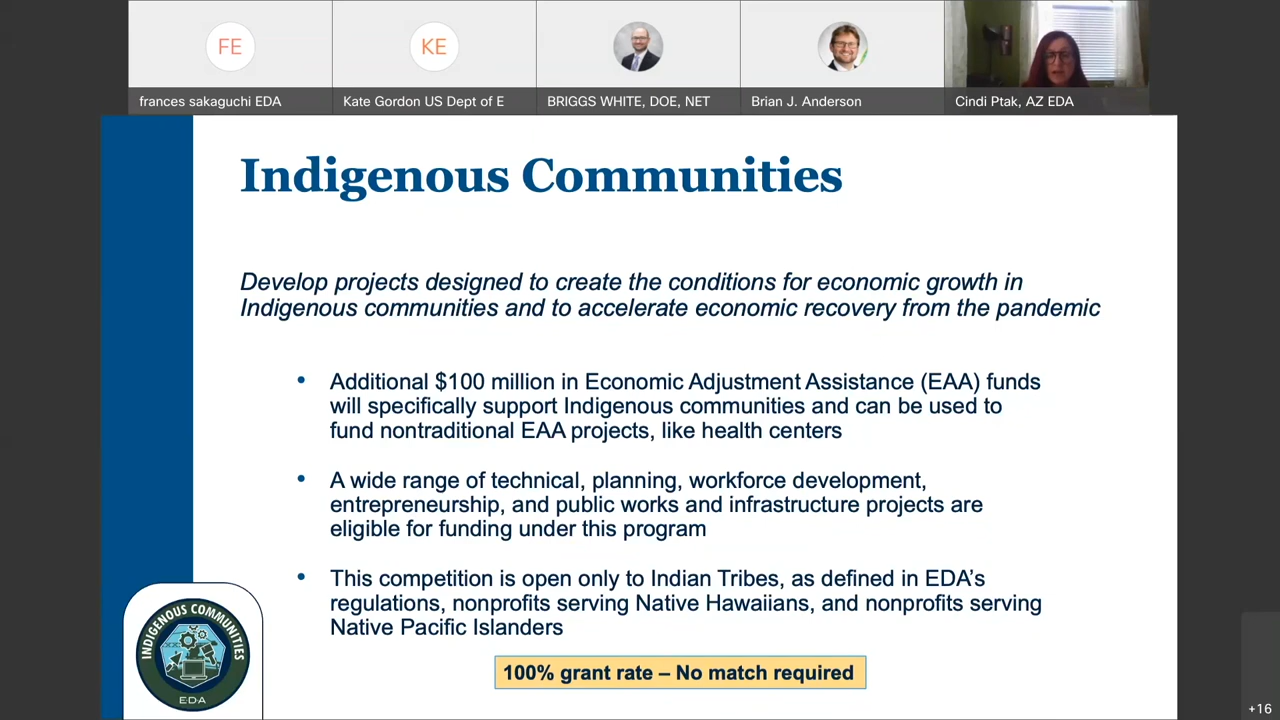 FE
KE
frances sakaguchi EDA
Kate Gordon US Dept of E
BRIGGS WHITE, DOE, NET
Brian J. Anderson
Cindi Ptak, AZ EDA
Indigenous Communities
Develop projects designed to create the conditions for economic growth in
Indigenous communities and to accelerate economic recovery from the pandemic
• Additional $100 million in Economic Adjustment Assistance (EAA) funds
will specifically support Indigenous communities and can be used to
fund nontraditional EAA projects, like health centers
• A wide range of technical, planning, workforce development,
entrepreneurship, and public works and infrastructure projects are
eligible for funding under this program
• This competition is open only to Indian Tribes, as defined in EDA’s
regulations, nonprofits serving Native Hawaiians, and nonprofits serving
Native Pacific Islanders
100% grant rate – No match required
INDIGENOUS COMMUNITIES
EDA
+16